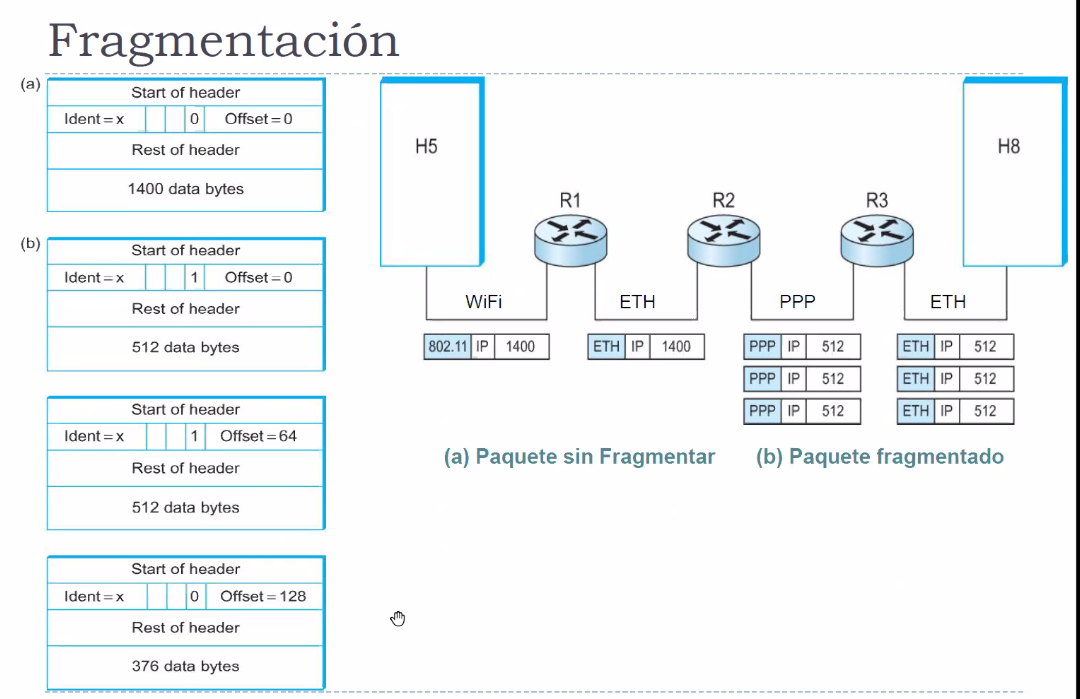 Fragmentación
(a)
Start of header
Ident = x 0 Offset = 0
Rest of header
1400 data bytes
(b)
Start of header
Ident = x 1 Offset = 0
Rest of header
512 data bytes
Start of header
Ident = x 1 Offset = 64
Rest of header
512 data bytes
Start of header
Ident = x 0 Offset = 128
Rest of header
376 data bytes
H5
H8
R1
R2
R3
WiFi
ETH
PPP
ETH
802.11 IP 1400
ETH IP 1400
PPP IP 512
ETH IP 512
PPP IP 512
ETH IP 512
PPP IP 512
ETH IP 512
(a) Paquete sin Fragmentar
(b) Paquete fragmentado